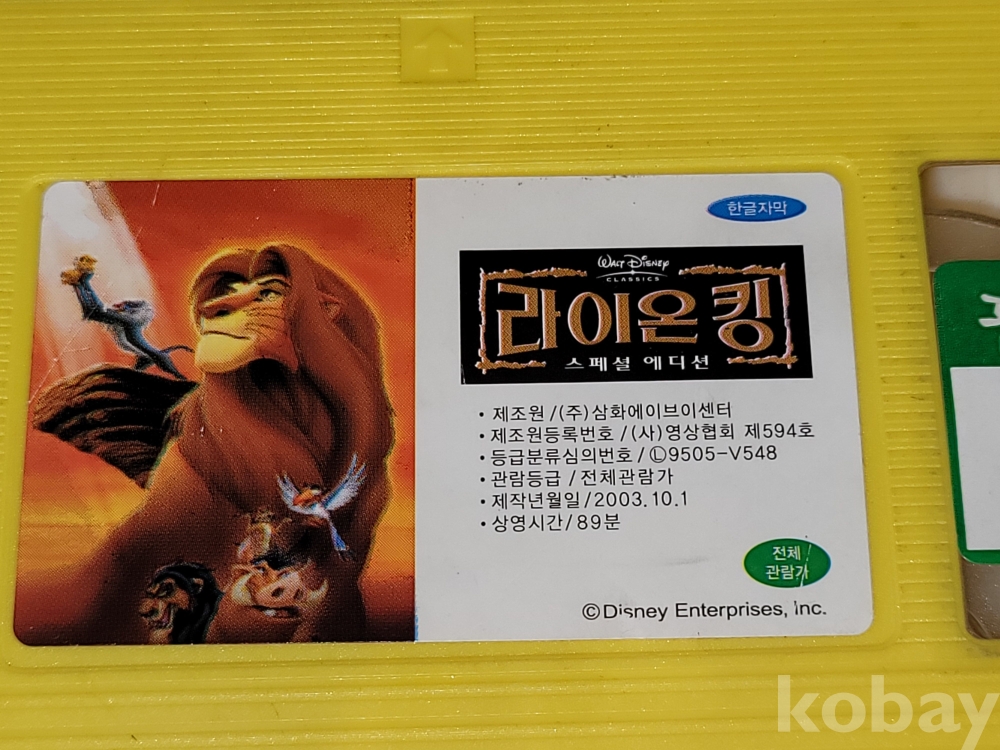 한글자막
WALT DISNEY
CLASSICS
라이온 킹
스페셜 에디션
• 제조원/(주)삼화에이브이센터
• 제조원등록번호/(사)영상협회 제594호
• 등급분류심의번호/Ⓛ9505-V548
• 관람등급/전체관람가
• 제작년월일/2003.10.1
• 상영시간/89분
전체
관람가
©Disney Enterprises, Inc.
kobay